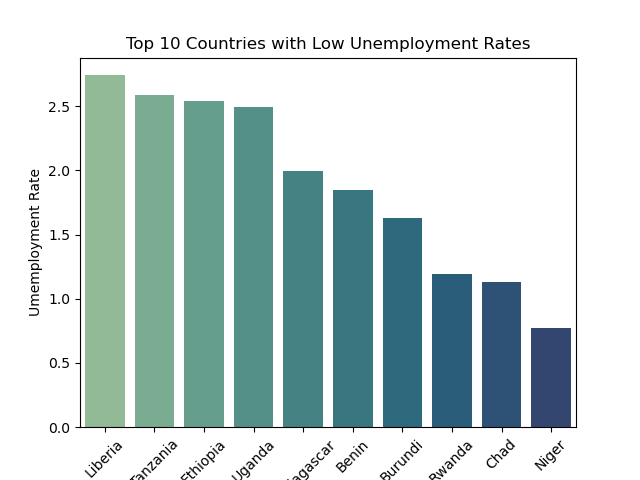 Top 10 Countries with Low Unemployment Rates
Umemployment Rate
2.5
2.0
1.5
1.0
0.5
0.0
Liberia
Tanzania
Ethiopia
Uganda
agascar
Benin
Burundi
Rwanda
Chad
Niger